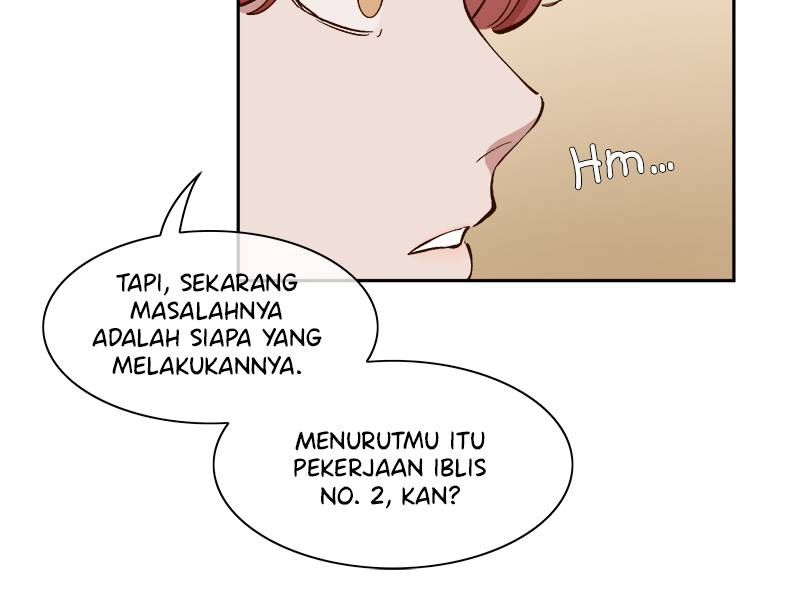 Hm...
TAPI, SEKARANG
MASALAHNYA
ADALAH SIAPA YANG
MELAKUKANNYA.
MENURUTMU ITU
PEKERJAAN IBLIS
NO. 2, KAN?